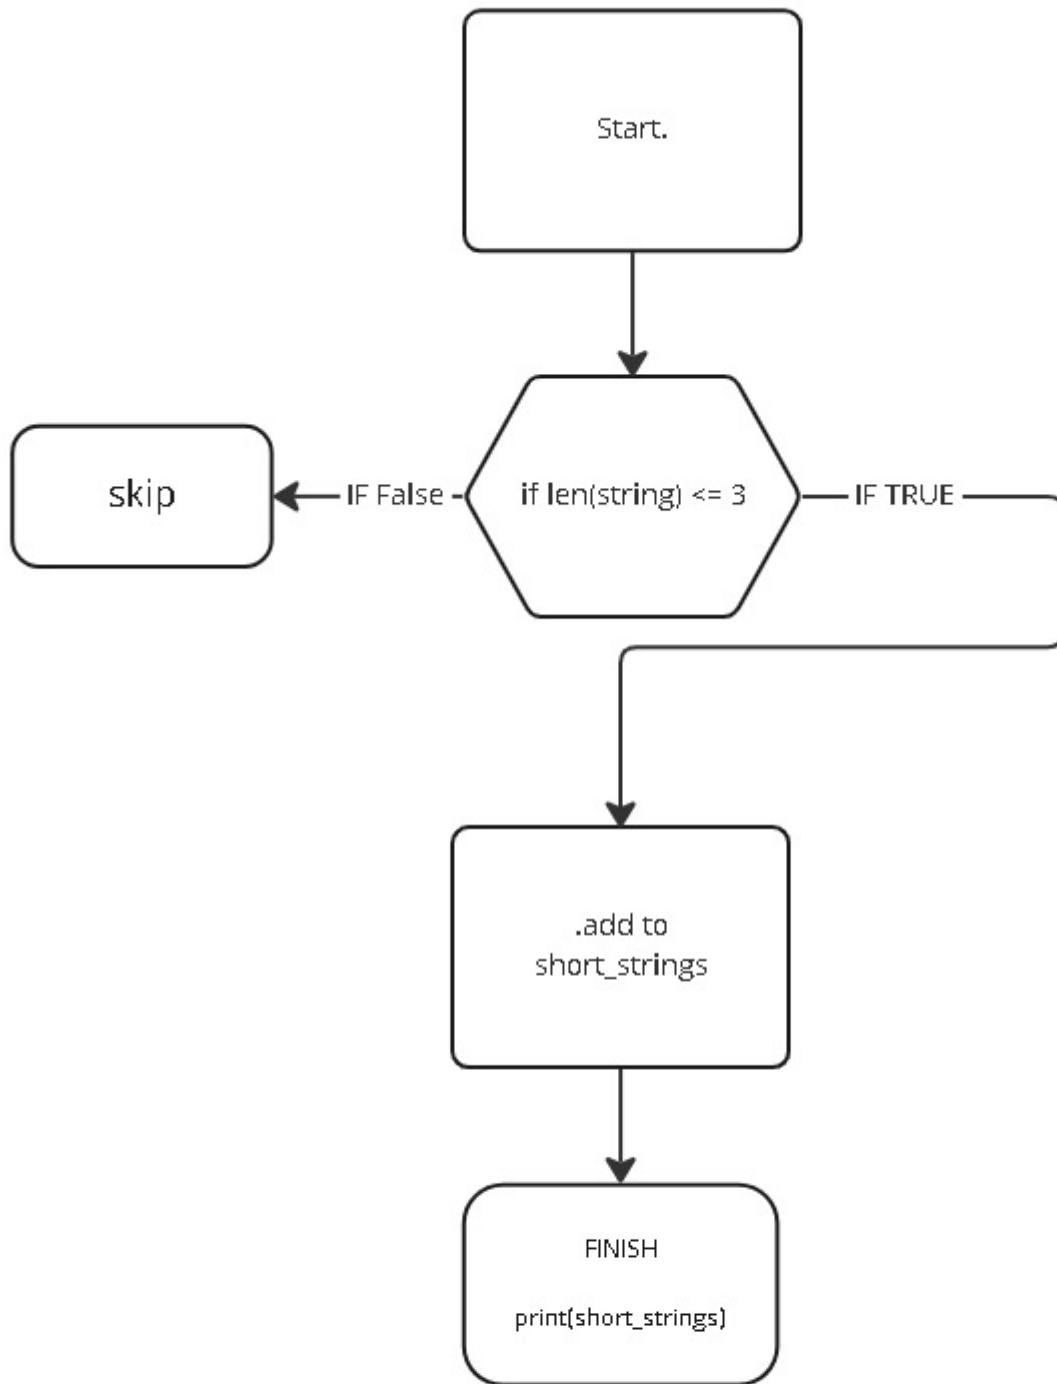 Start.
skip
IF False
if len(string) <= 3
IF TRUE
.add to
short_strings
FINISH
print(short_strings)